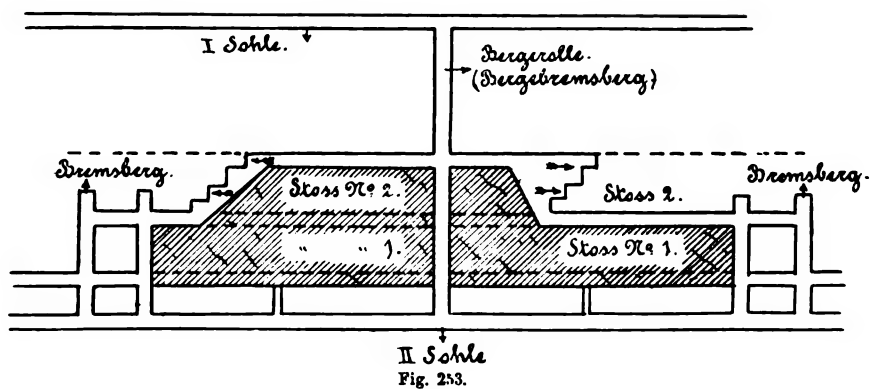 I Sohle.
Bergerolle.
(Bergebremsberg)
Bremsberg.
Stoss No 2.
Stoss 2.
Bremsberg.
" " 1.
Stoss No 1.
II Sohle
Fig. 253.